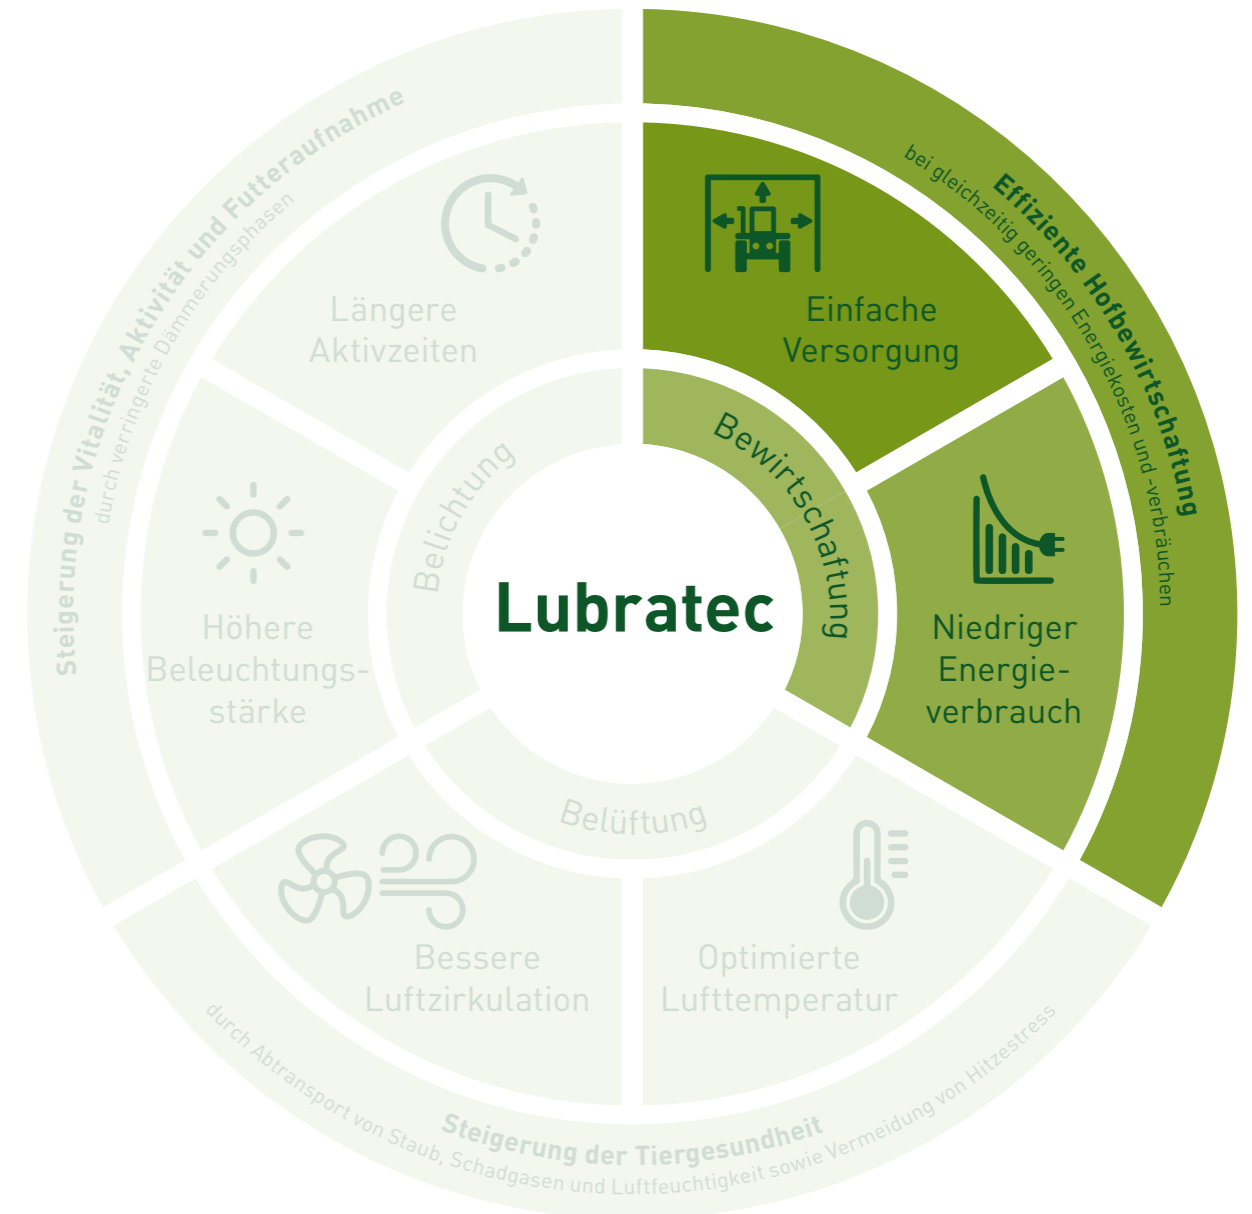 Steigerung der Vitalität, Aktivität und Futteraufnahme
durch verringerte Dämmerungsphasen
Effiziente Hofbewirtschaftung
bei gleichzeitig geringen Energiekosten und -verbräuchen
Längere
Aktivzeiten
Einfache
Versorgung
Belichtung
Bewirtschaftung
Lubratec
Höhere
Beleuchtungs-
stärke
Niedriger
Energie-
verbrauch
Belüftung
Bessere
Luftzirkulation
Optimierte
Lufttemperatur
Steigerung der Tiergesundheit
durch Abtransport von Staub, Schadgasen und Luftfeuchtigkeit sowie Vermeidung von Hitzestress